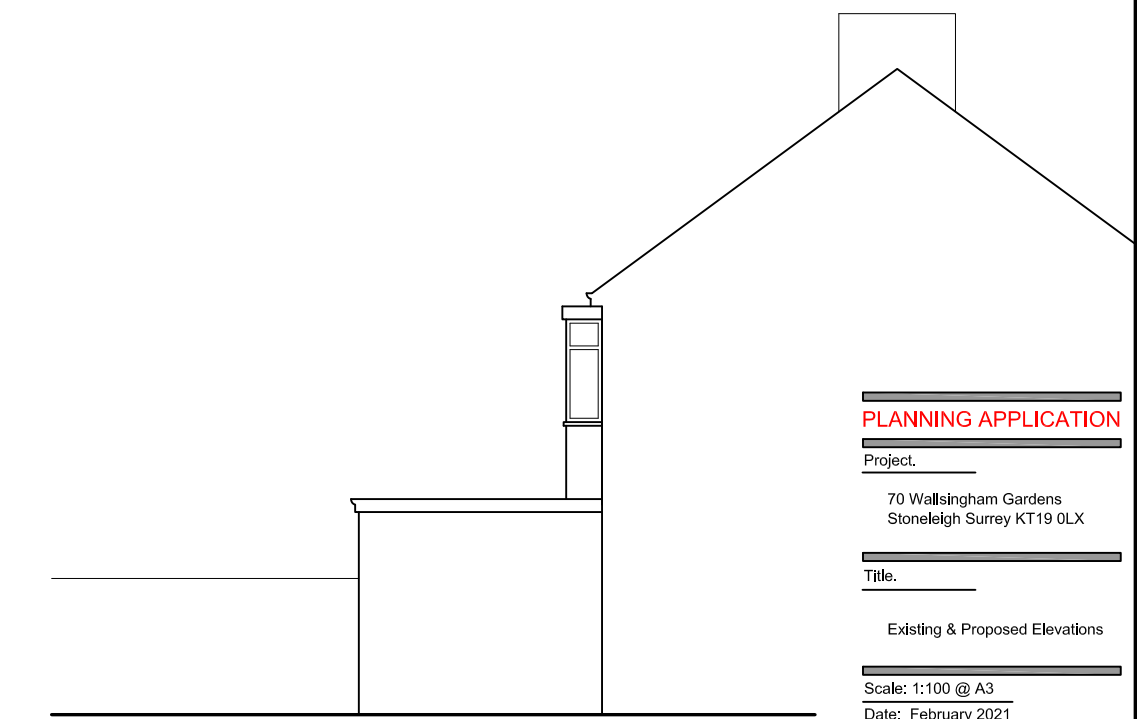 PLANNING APPLICATION
Project.
70 Wallsingham Gardens
Stoneleigh Surrey KT19 0LX
Title.
Existing & Proposed Elevations
Scale: 1:100 @ A3
Date: February 2021